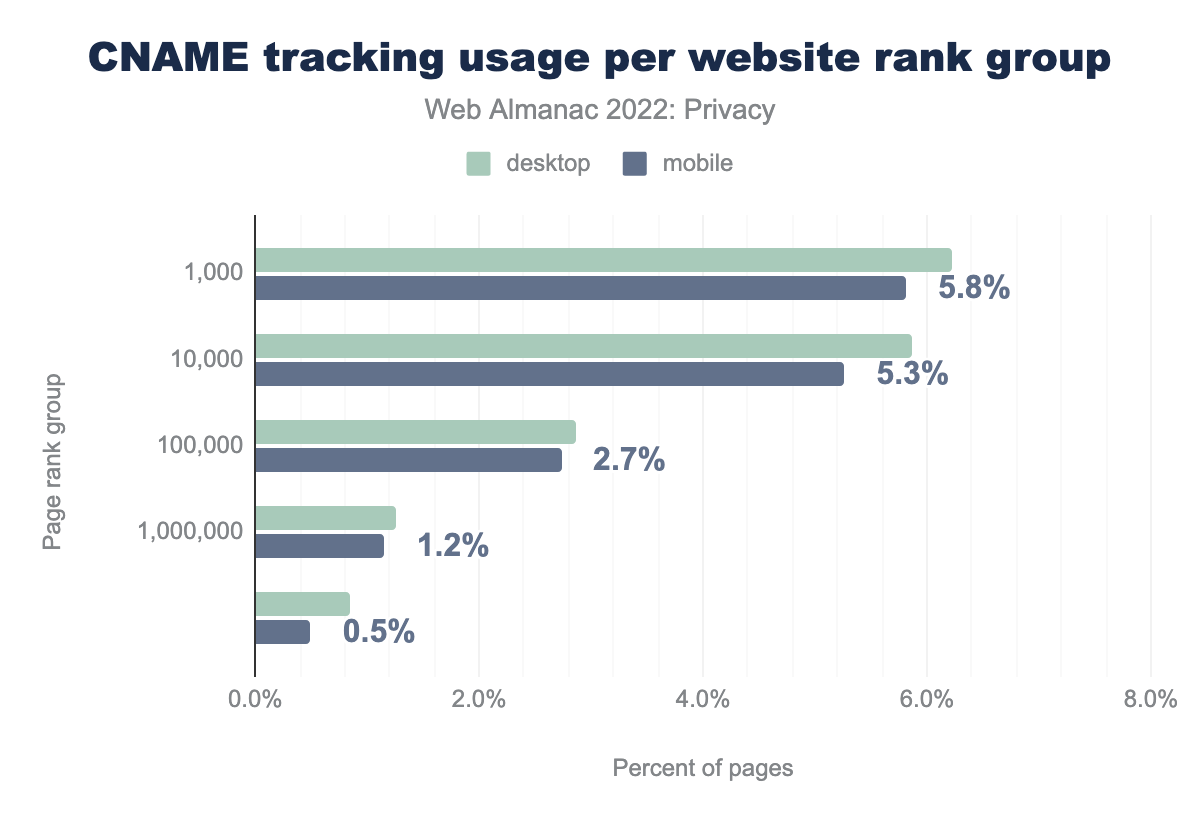 CNAME tracking usage per website rank group
Web Almanac 2022: Privacy
desktop
mobile
Page rank group
1,000
5.8%
10,000
5.3%
100,000
2.7%
1,000,000
1.2%
0.5%
0.0%
2.0%
4.0%
6.0%
8.0%
Percent of pages